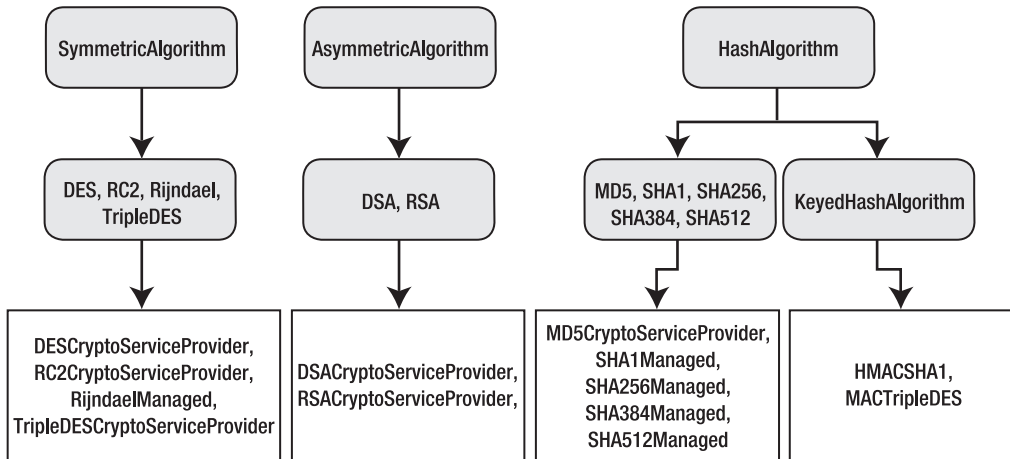 SymmetricAlgorithm
AsymmetricAlgorithm
HashAlgorithm
DES, RC2, Rijndael,
TripleDES
DSA, RSA
MD5, SHA1, SHA256,
SHA384, SHA512
KeyedHashAlgorithm
DESCryptoServiceProvider,
RC2CryptoServiceProvider,
RijndaelManaged,
TripleDESCryptoServiceProvider
DSACryptoServiceProvider,
RSACryptoServiceProvider,
MD5CryptoServiceProvider,
SHA1Managed,
SHA256Managed,
SHA384Managed,
SHA512Managed
HMACSHA1,
MACTripleDES